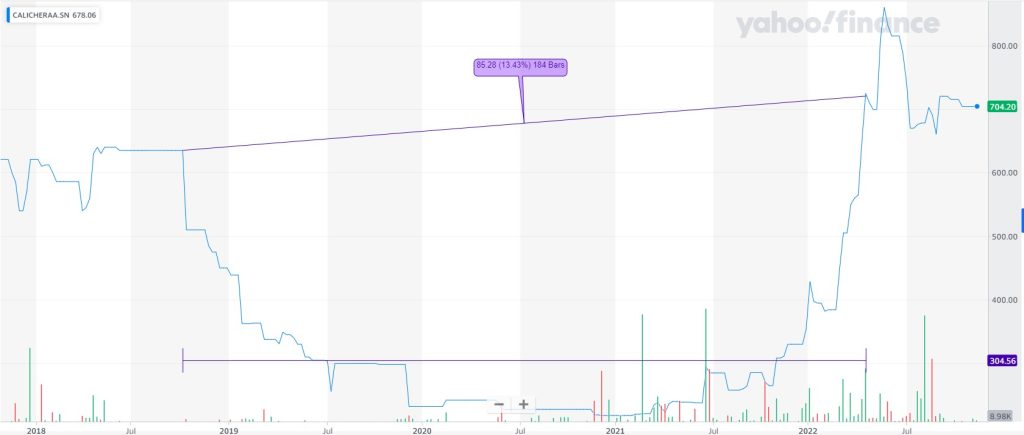 CALICHERAA.SN 678.06
yahoo!finance
85.28 (13.43%) 184 Bars
800.00
704.20
600.00
500.00
400.00
304.56
8.98K
2018
Jul
2019
Jul
2020
Jul
2021
Jul
2022
Jul